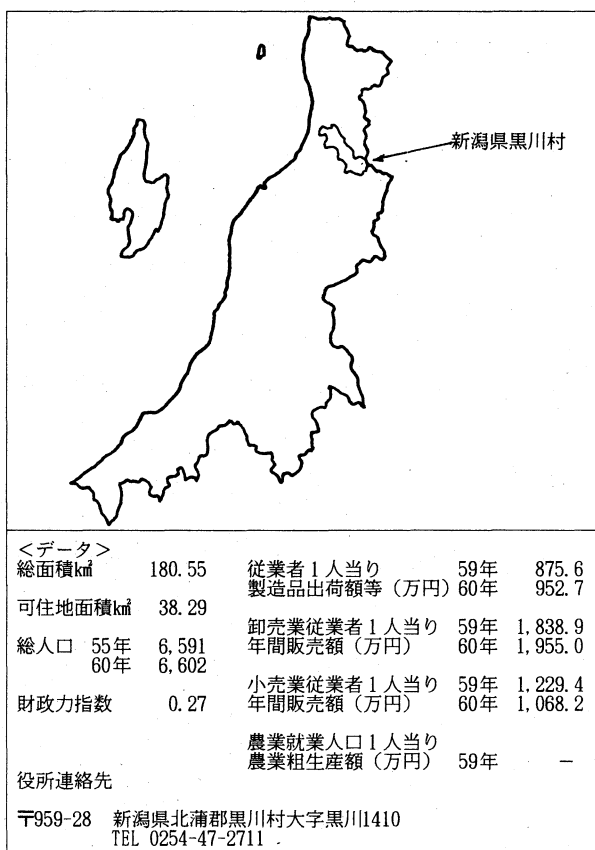 新潟県黒川村
<データ>
総面積k㎡ 180.55
可住地面積k㎡ 38.29
総人口 55年 6,591
60年 6,602
財政力指数 0.27
従業者1人当り 59年 875.6
製造品出荷額等(万円) 60年 952.7
卸売業従業者1人当り 59年 1,838.9
年間販売額(万円) 60年 1,955.0
小売業従業者1人当り 59年 1,229.4
年間販売額(万円) 60年 1,068.2
農業就業人口1人当り
農業粗生産額(万円) 59年 −
役所連絡先
〒959-28 新潟県北蒲郡黒川村大字黒川1410
TEL 0254-47-2711